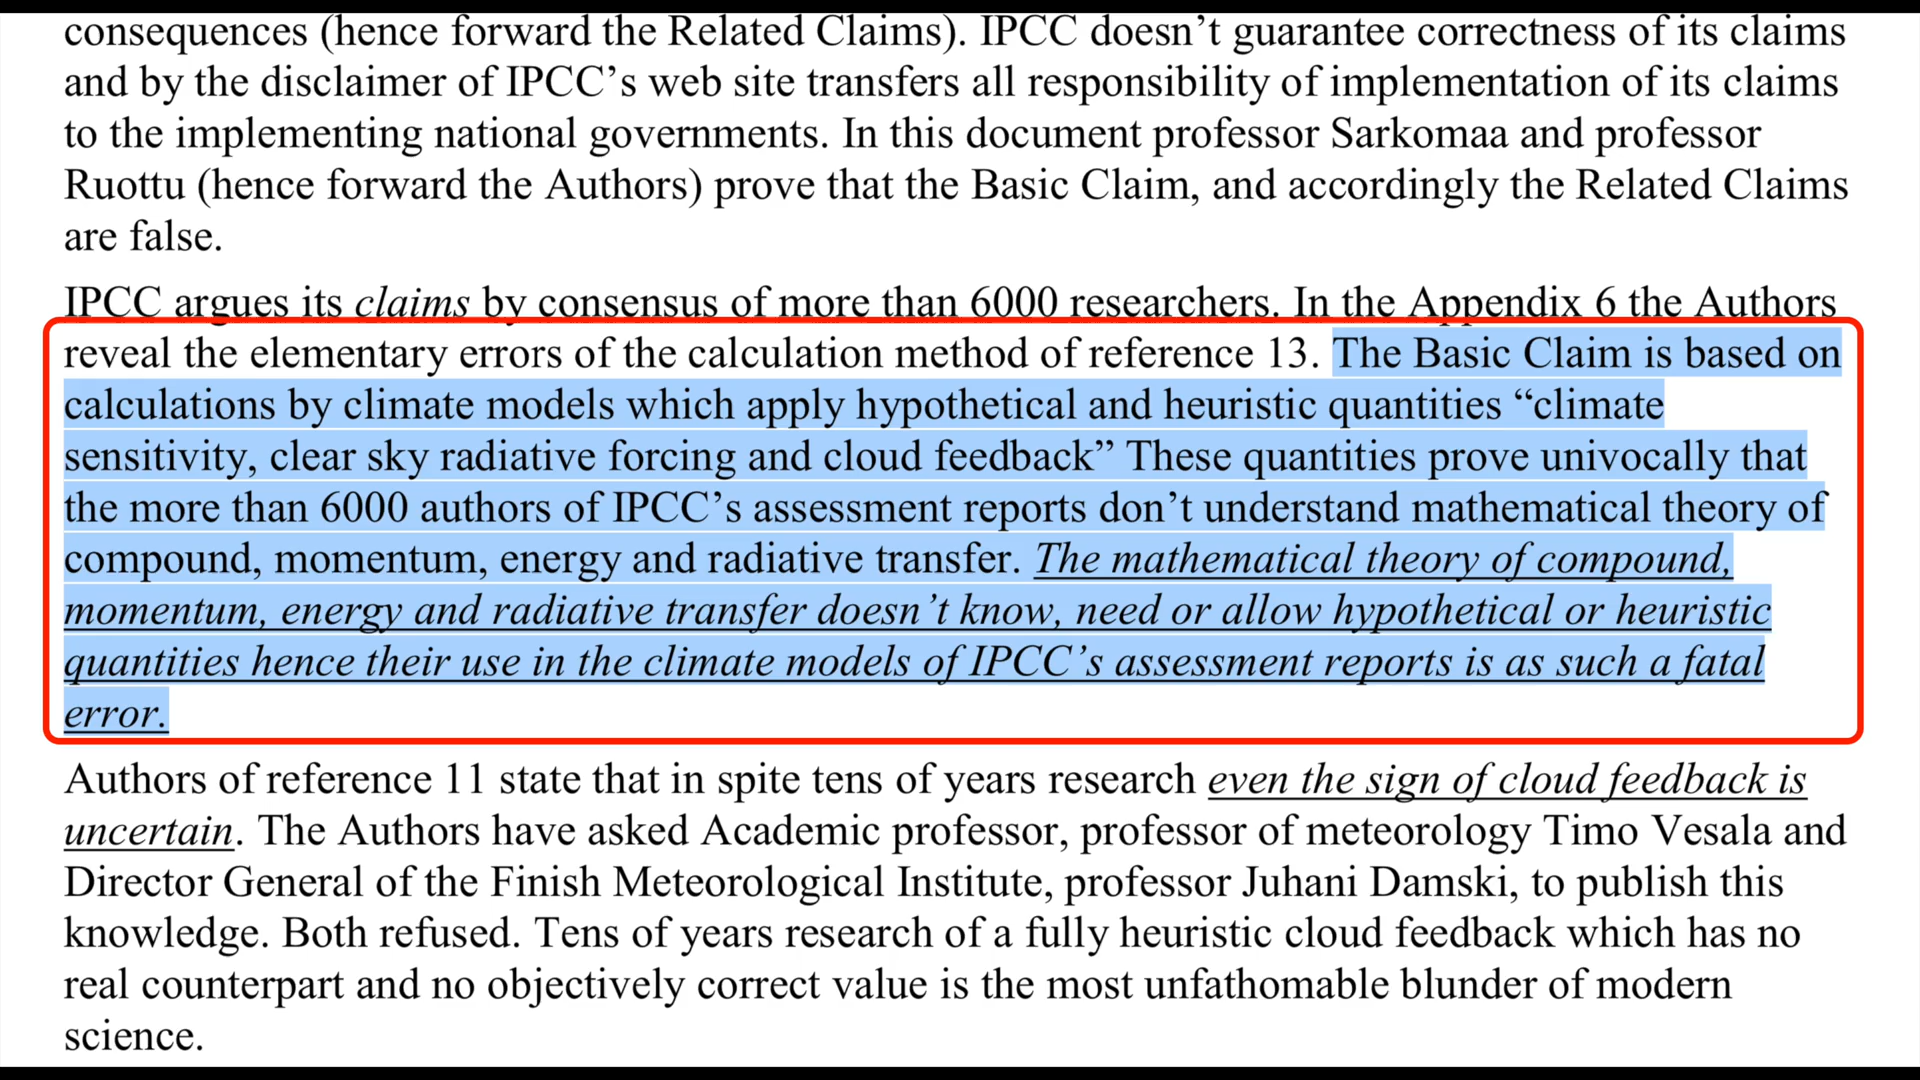 consequences (hence forward the Related Claims). IPCC doesn’t guarantee correctness of its claims
and by the disclaimer of IPCC’s web site transfers all responsibility of implementation of its claims
to the implementing national governments. In this document professor Sarkomaa and professor
Ruottu (hence forward the Authors) prove that the Basic Claim, and accordingly the Related Claims
are false.
IPCC argues its claims by consensus of more than 6000 researchers. In the Appendix 6 the Authors
reveal the elementary errors of the calculation method of reference 13. The Basic Claim is based on
calculations by climate models which apply hypothetical and heuristic quantities “climate
sensitivity, clear sky radiative forcing and cloud feedback” These quantities prove univocally that
the more than 6000 authors of IPCC’s assessment reports don’t understand mathematical theory of
compound, momentum, energy and radiative transfer. The mathematical theory of compound,
momentum, energy and radiative transfer doesn’t know, need or allow hypothetical or heuristic
quantities hence their use in the climate models of IPCC’s assessment reports is as such a fatal
error.
Authors of reference 11 state that in spite tens of years research even the sign of cloud feedback is
uncertain. The Authors have asked Academic professor, professor of meteorology Timo Vesala and
Director General of the Finish Meteorological Institute, professor Juhani Damski, to publish this
knowledge. Both refused. Tens of years research of a fully heuristic cloud feedback which has no
real counterpart and no objectively correct value is the most unfathomable blunder of modern
science.